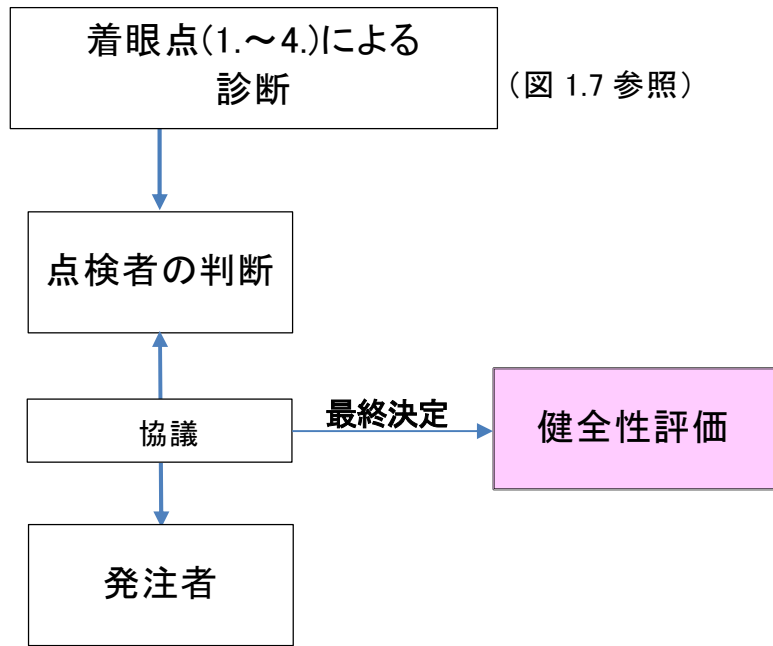 着眼点(1.～4.)による
診断
（図 1.7 参照）
点検者の判断
協議
最終決定
健全性評価
発注者